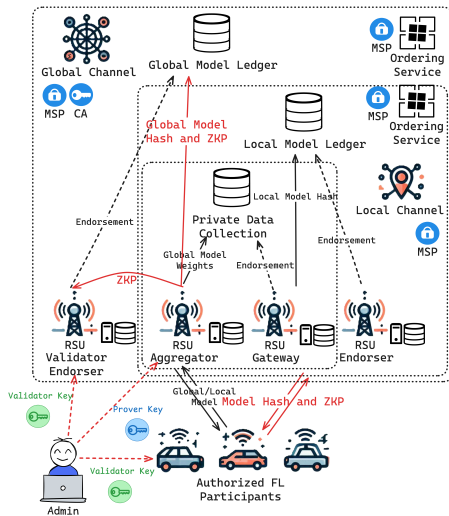 Global Channel
MSP CA
Global Model Ledger
MSP
Ordering
Service
Global Model
Hash and ZKP
MSP
Ordering
Service
Local Model Ledger
Private Data
Collection
Local Model Hash
Local Channel
MSP
Endorsement
Global Model
Weights
Endorsement
Endorsement
ZKP
RSU
Validator
Endorser
RSU
Aggregator
RSU
Gateway
RSU
Endorser
Validator Key
Prover Key
Global/Local
Model
Model Hash and ZKP
Validator Key
Authorized FL
Participants
Admin